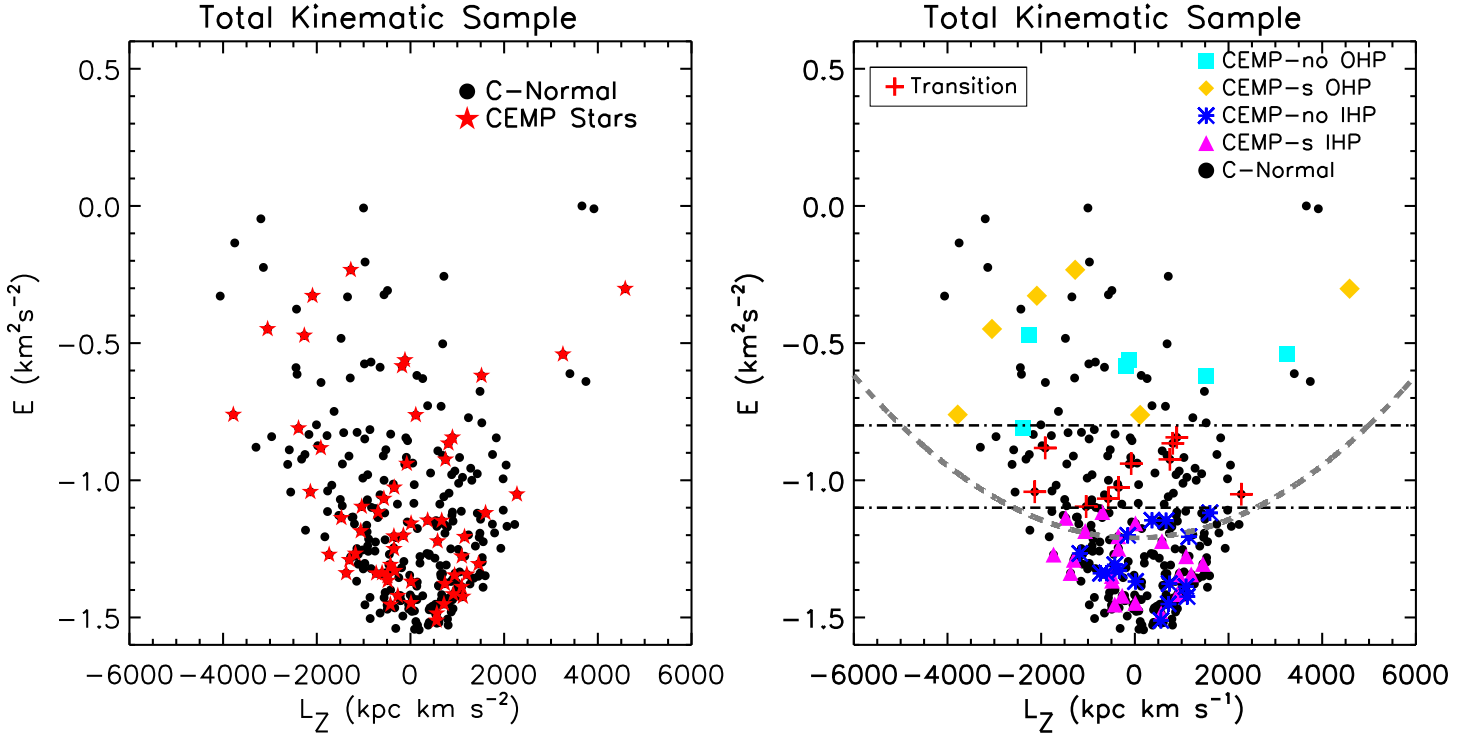 Total Kinematic Sample
C-Normal
CEMP Stars
0.5
0.0
−0.5
−1.0
−1.5
E (km²s⁻²)
−6000 −4000 −2000 0 2000 4000 6000
L_Z (kpc km s⁻²)
Total Kinematic Sample
Transition
CEMP-no OHP
CEMP-s OHP
CEMP-no IHP
CEMP-s IHP
C-Normal
0.5
0.0
−0.5
−1.0
−1.5
E (km²s⁻²)
−6000 −4000 −2000 0 2000 4000 6000
L_Z (kpc km s⁻¹)